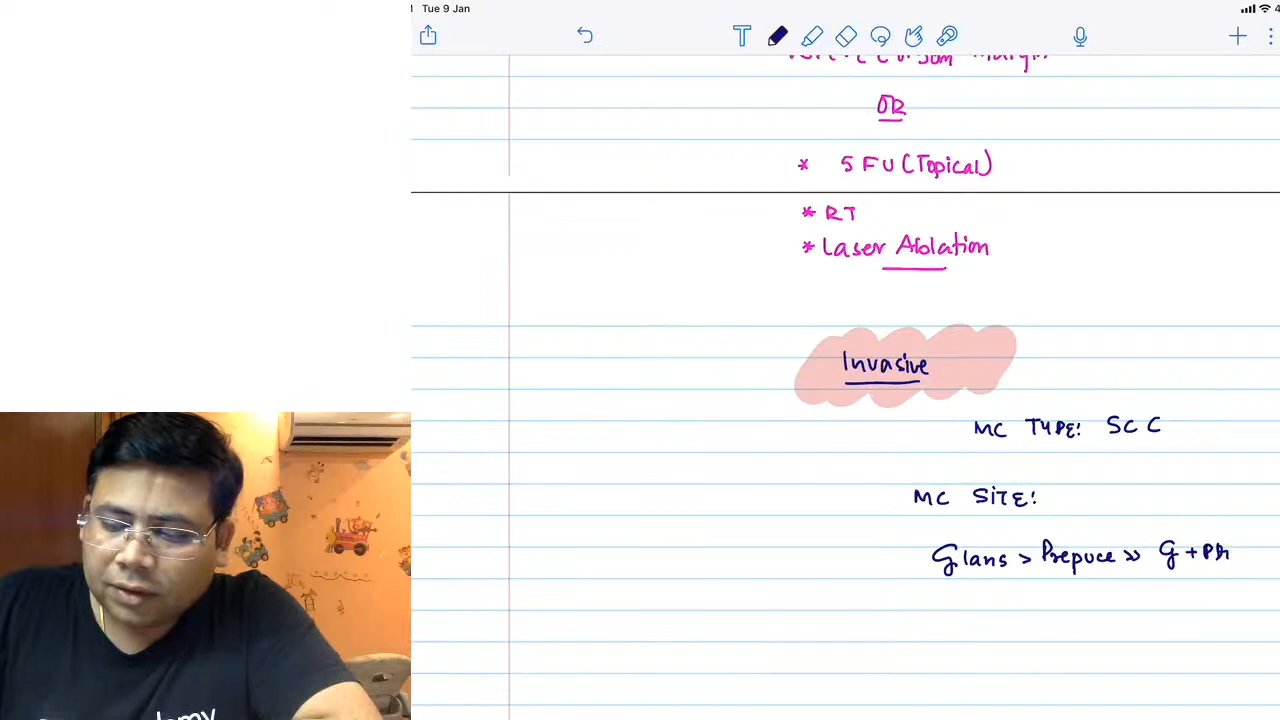 Tue 9 Jan
Margin
OR
* 5 FU (Topical)
* RT
* Laser Ablation
Invasive
MC TYPE: SCC
MC SITE:
Glans > Prepuce >> G + Pr